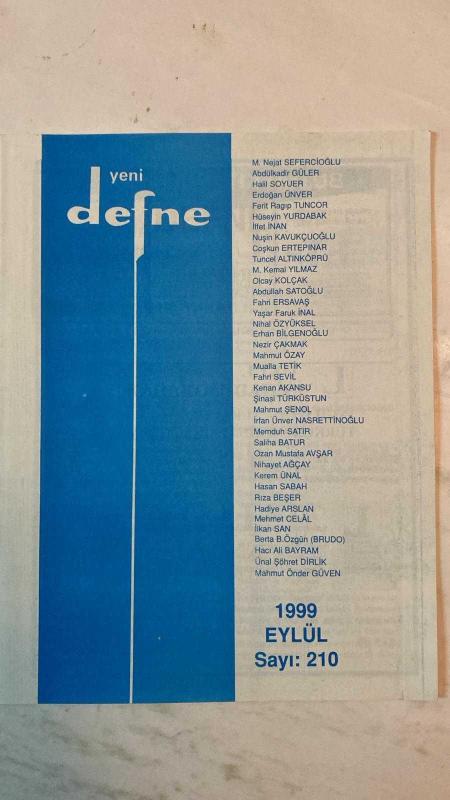 yeni
defne
M. Nejat SEFERCİOĞLU
Abdülkadir GÜLER
Halil SOYUER
Erdoğan ÜNVER
Ferit Ragıp TUNCOR
Hüseyin YURDABAK
İffet İNAN
Nuşin KAVUKÇUOĞLU
Coşkun ERTEPINAR
Tuncel ALTINKÖPRÜ
M. Kemal YILMAZ
Olcay KOLÇAK
Abdullah SATOĞLU
Fahri ERSAVAŞ
Yaşar Faruk İNAL
Nihal ÖZYÜKSEL
Erhan BİLGENOĞLU
Nezir ÇAKMAK
Mahmut ÖZAY
Mualla TETİK
Fahri SEVİL
Kenan AKANSU
Şinasi TÜRKÜSTUN
Mahmut ŞENOL
İrfan Ünver NASRETTİNOĞLU
Memduh SATIR
Saliha BATUR
Ozan Mustafa AVŞAR
Nihayet AĞÇAY
Kerem ÜNAL
Hasan SABAH
Rıza BEŞER
Hadiye ARSLAN
Mehmet CELÂL
İlkan SAN
Berta B.Özgün (BRUDO)
Hacı Ali BAYRAM
Ünal Şöhret DİRLİK
Mahmut Önder GÜVEN
1999
EYLÜL
Sayı: 210